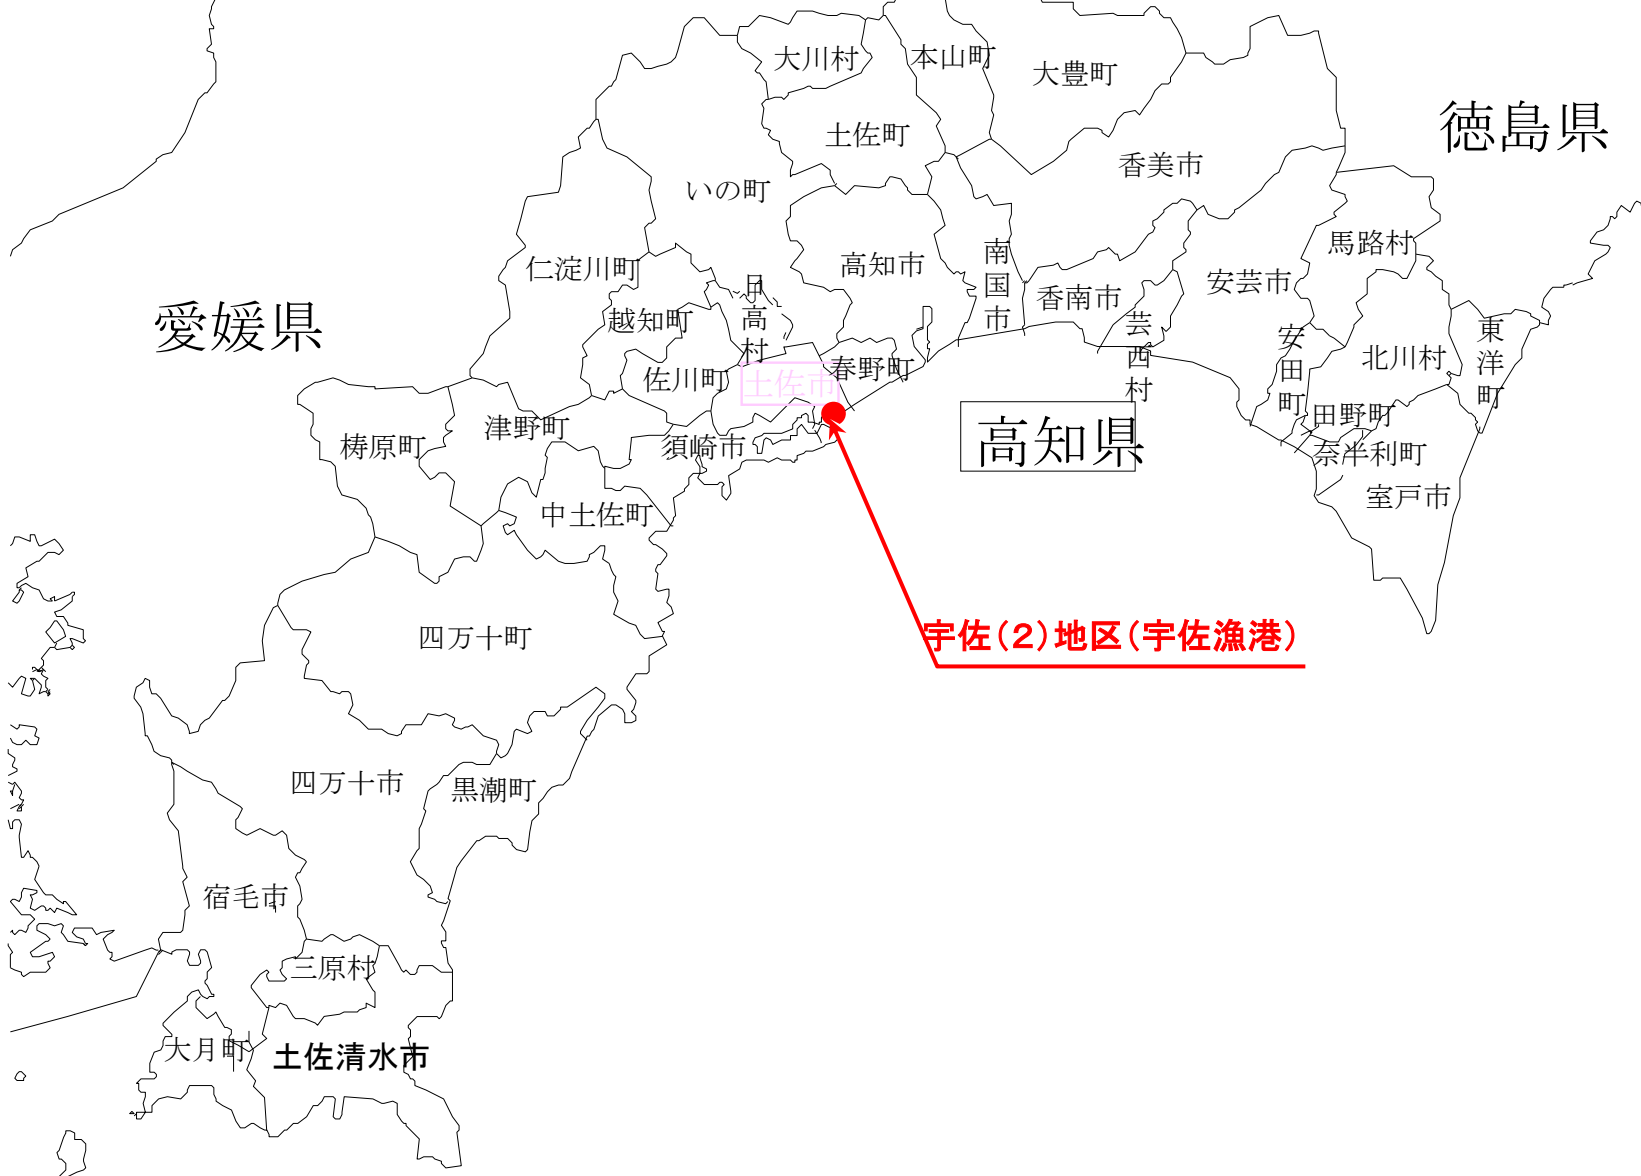 大川村
本山町
大豊町
徳島県
土佐町
香美市
いの町
馬路村
仁淀川町
高知市
南国市
安芸市
香南市
日高村
越知町
愛媛県
芸西村
安田町
東洋町
北川村
佐川町
土佐市
春野町
田野町
津野町
梼原町
須崎市
高知県
奈半利町
室戸市
中土佐町
四万十町
宇佐(2)地区(宇佐漁港)
四万十市
黒潮町
宿毛市
三原村
大月町
土佐清水市